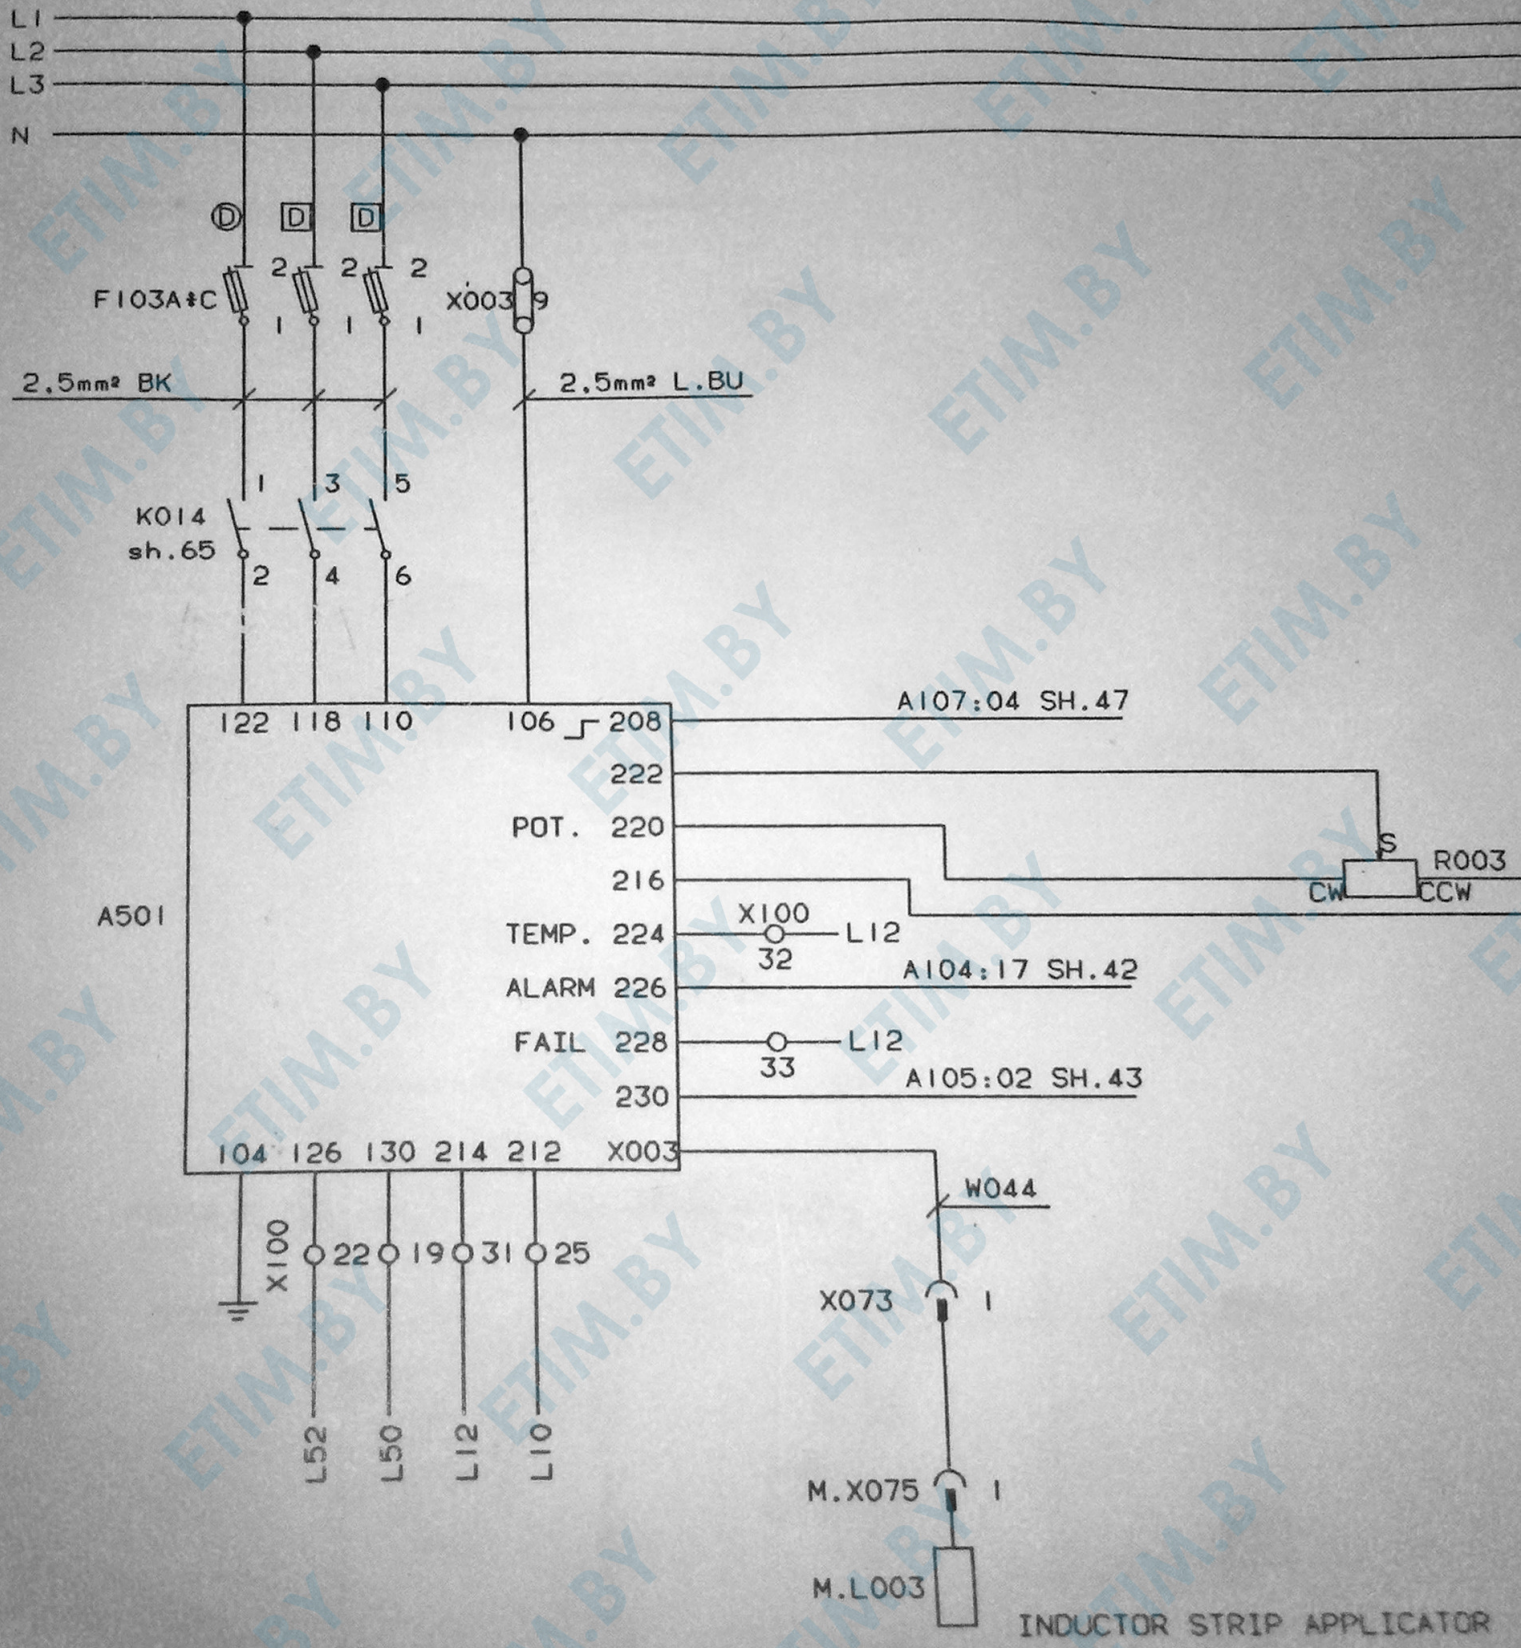 L1
L2
L3
N
D D D
2 2 2
F103A÷C X003 9
1 1 1
2.5mm² BK 2.5mm² L.BU
1 3 5
K014
sh.65
2 4 6
A107:04 SH.47
122 118 110 106 208
222
POT. 220
S
R003
216
CW CCW
A501
X100
TEMP. 224 L12
32
A104:17 SH.42
ALARM 226
FAIL 228 L12
33
A105:02 SH.43
230
104 126 130 214 212 X003
W044
X100 22 19 31 25
X073 1
L52 L50 L12 L10
M.X075 1
M.L003
INDUCTOR STRIP APPLICATOR
ETIM.BY